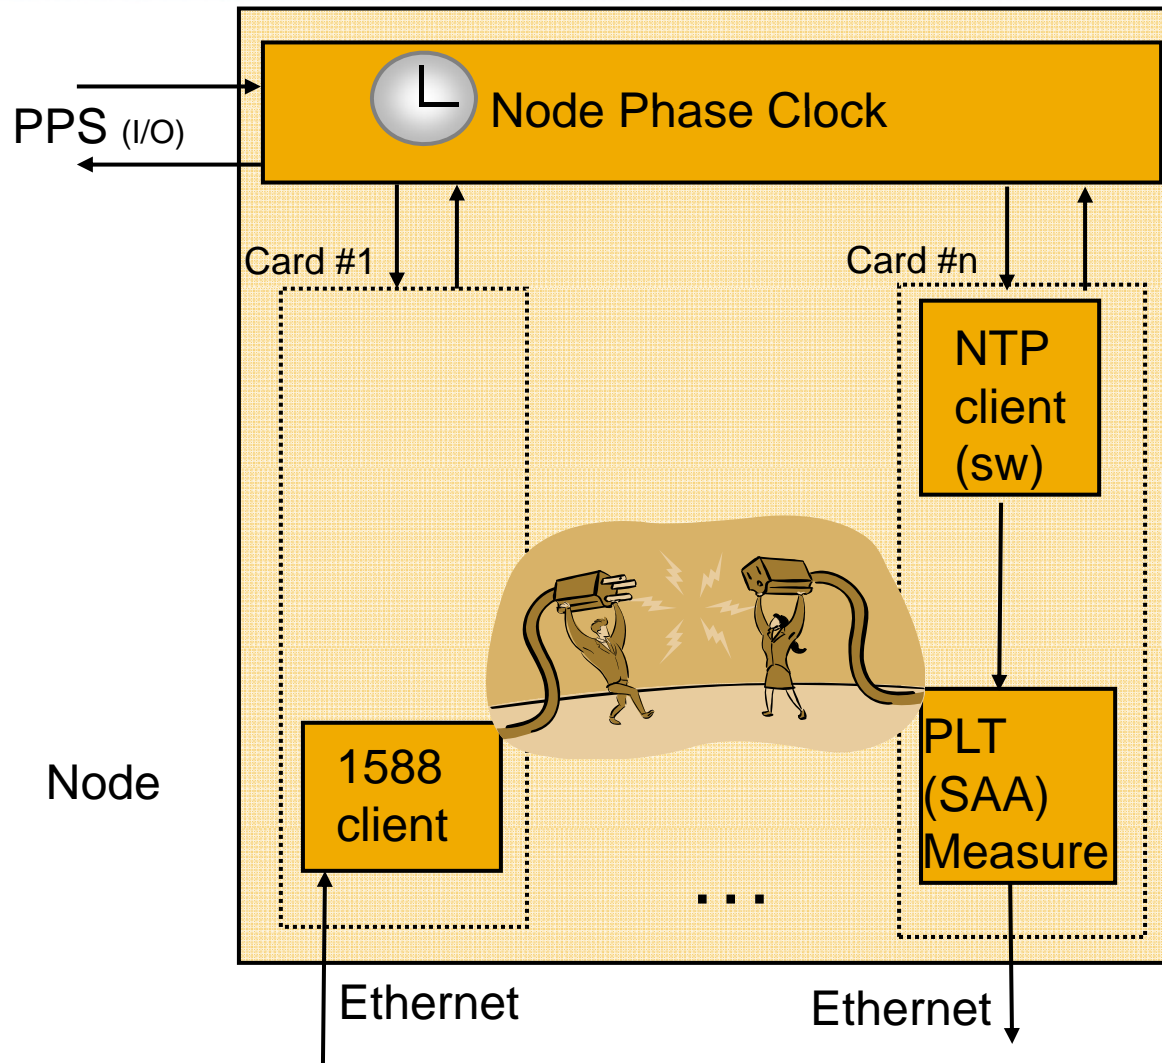 Node Phase Clock
PPS (I/O)
Card #1
Card #n
NTP
client
(sw)
1588
client
PLT
(SAA)
Measure
Node
...
Ethernet
Ethernet